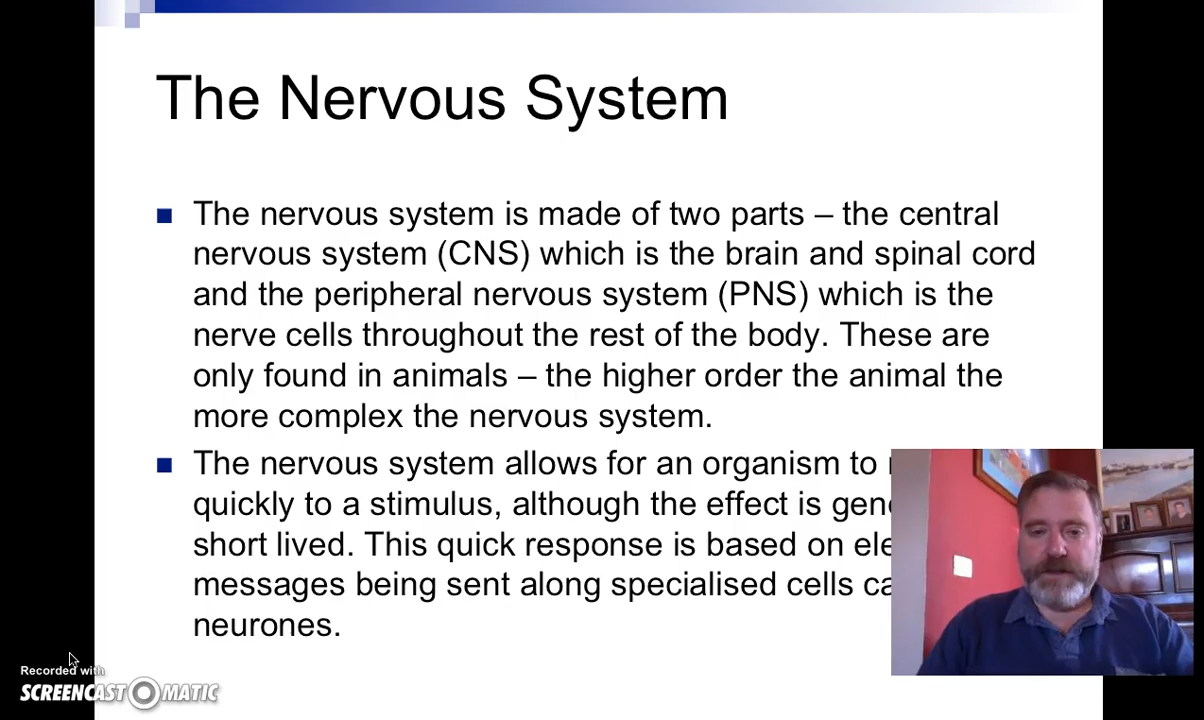 The Nervous System
The nervous system is made of two parts – the central
nervous system (CNS) which is the brain and spinal cord
and the peripheral nervous system (PNS) which is the
nerve cells throughout the rest of the body. These are
only found in animals – the higher order the animal the
more complex the nervous system.
The nervous system allows for an organism to
quickly to a stimulus, although the effect is
short lived. This quick response is based on
messages being sent along specialised cells
neurones.
Recorded with
SCREENCAST MATIC